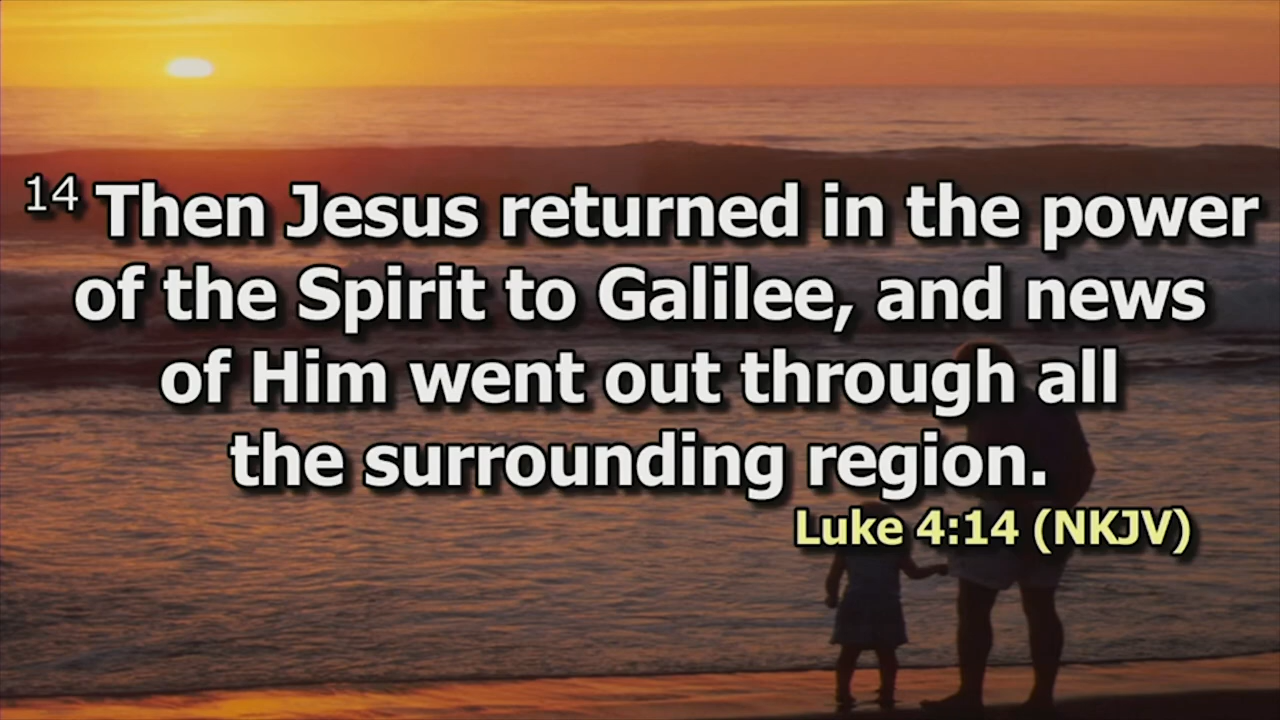 14 Then Jesus returned in the power
of the Spirit to Galilee, and news
of Him went out through all
the surrounding region.
Luke 4:14 (NKJV)